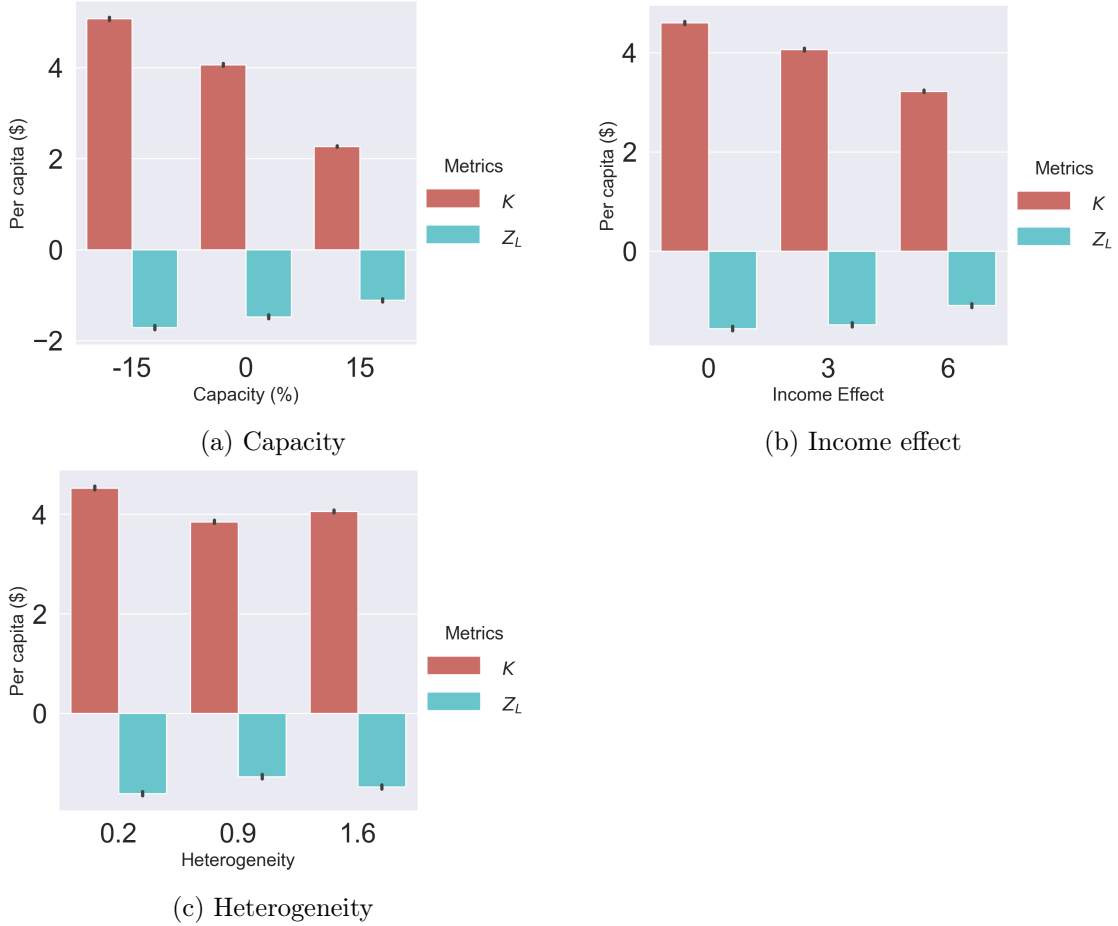 Per capita ($)
4
2
0
−2
-15 0 15
Capacity (%)
Metrics
K
Z_L
(a) Capacity
Per capita ($)
4
2
0
0 3 6
Income Effect
Metrics
K
Z_L
(b) Income effect
Per capita ($)
4
2
0
0.2 0.9 1.6
Heterogeneity
Metrics
K
Z_L
(c) Heterogeneity